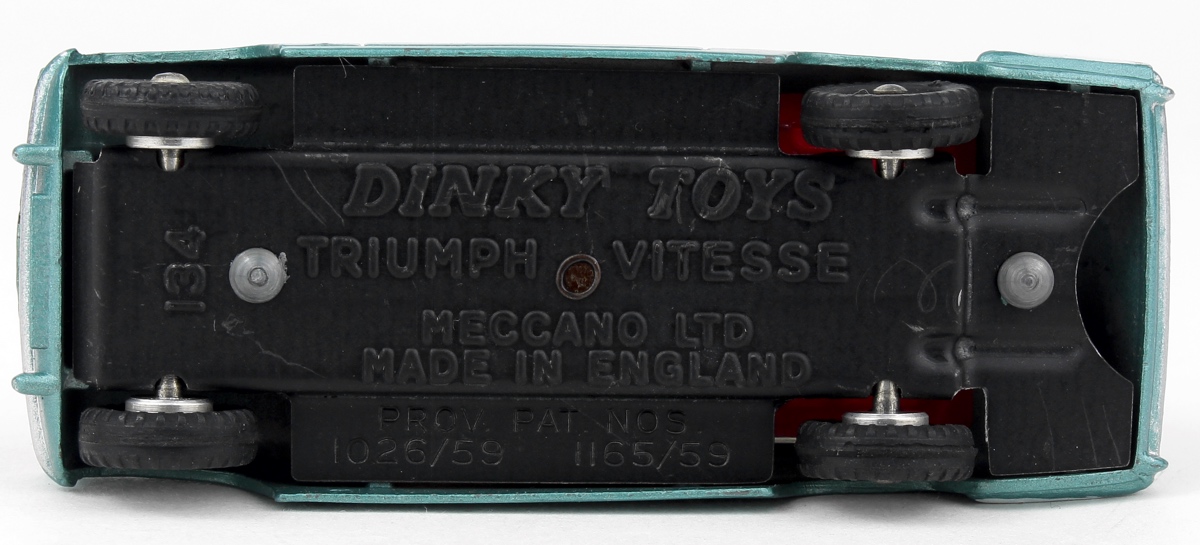 DINKY TOYS
TRIUMPH VITESSE
134
MECCANO LTD
MADE IN ENGLAND
PROV. PAT. NOS.
1026/59 1165/59